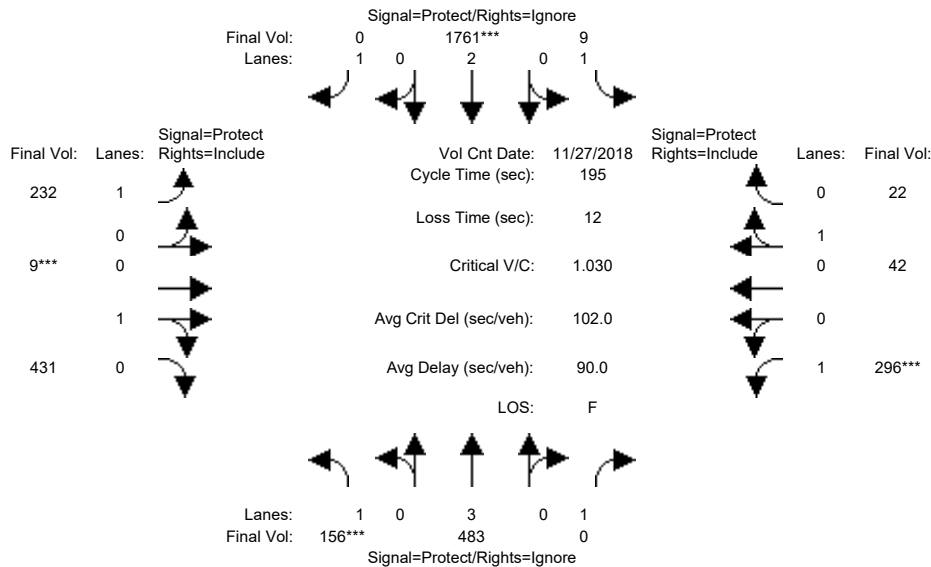 Signal=Protect/Rights=Ignore
Final Vol: 0 1761*** 9
Lanes: 1 0 2 0 1
Signal=Protect Signal=Protect
Final Vol: Lanes: Rights=Include Vol Cnt Date: 11/27/2018 Rights=Include Lanes: Final Vol:
Cycle Time (sec): 195
232 1 0 22
Loss Time (sec): 12
0 1
9*** 0 Critical V/C: 1.030 0 42
1 Avg Crit Del (sec/veh): 102.0 0
431 0 Avg Delay (sec/veh): 90.0 1 296***
LOS: F
Lanes: 1 0 3 0 1
Final Vol: 156*** 483 0
Signal=Protect/Rights=Ignore